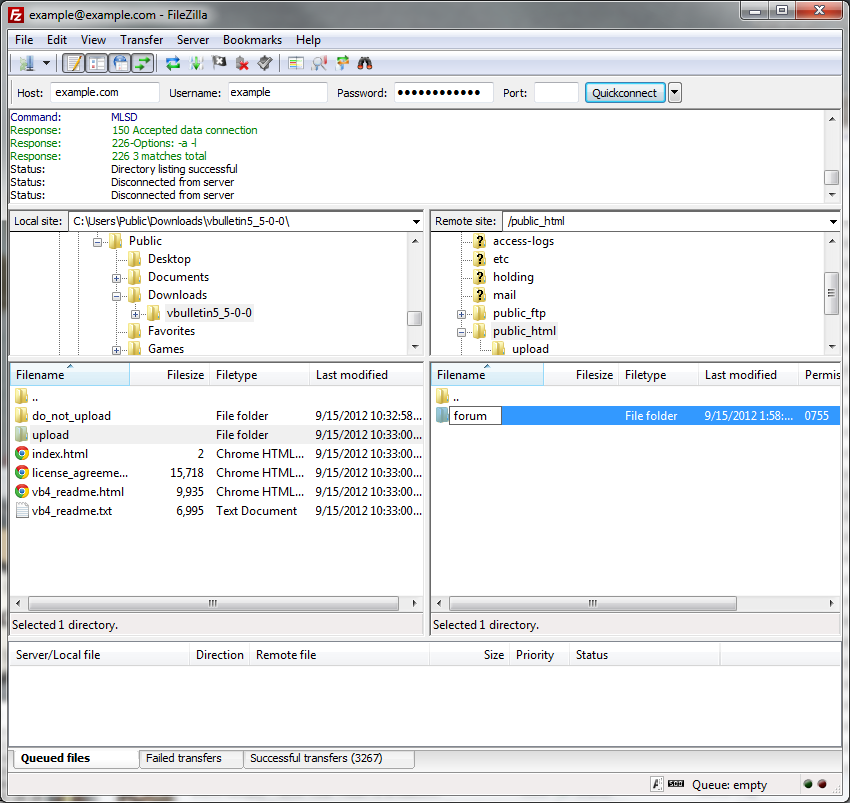 example@example.com - FileZilla
File Edit View Transfer Server Bookmarks Help
Host: example.com Username: example Password: ●●●●●●●●●●●● Port: Quickconnect
Command: MLSD
Response: 150 Accepted data connection
Response: 226-Options: -a -l
Response: 226 3 matches total
Status: Directory listing successful
Status: Disconnected from server
Status: Disconnected from server
Local site: C:\Users\Public\Downloads\vbulletin5_5-0-0\
Public
Desktop
Documents
Downloads
vbulletin5_5-0-0
Favorites
Games
Remote site: /public_html
access-logs
etc
holding
mail
public_ftp
public_html
upload
Filename Filesize Filetype Last modified
..
do_not_upload File folder 9/15/2012 10:32:58...
upload File folder 9/15/2012 10:33:00...
index.html 2 Chrome HTML... 9/15/2012 10:33:00...
license_agreeme... 15,718 Chrome HTML... 9/15/2012 10:33:00...
vb4_readme.html 9,935 Chrome HTML... 9/15/2012 10:33:00...
vb4_readme.txt 6,995 Text Document 9/15/2012 10:33:00...
Selected 1 directory.
Filename Filesize Filetype Last modified Permis
..
forum File folder 9/15/2012 1:58:... 0755
Selected 1 directory.
Server/Local file Direction Remote file Size Priority Status
Queued files Failed transfers Successful transfers (3267)
Queue: empty